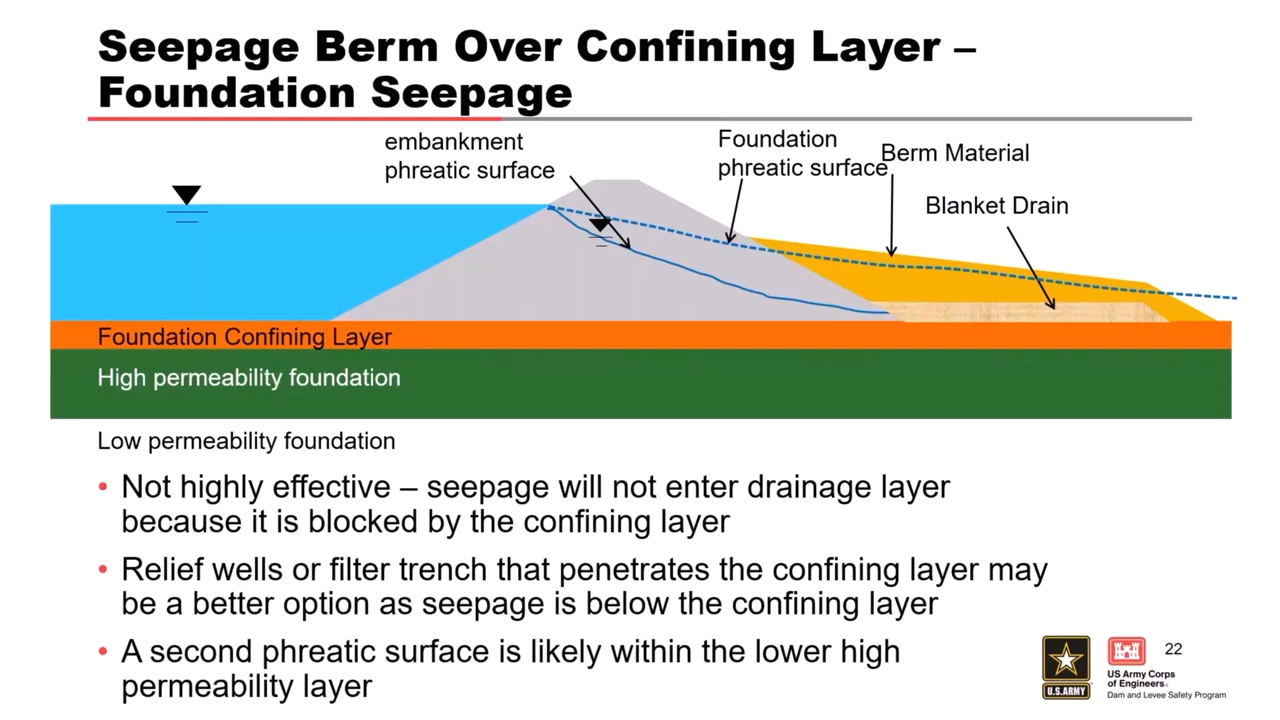 Seepage Berm Over Confining Layer –
Foundation Seepage
embankment
phreatic surface
Foundation
phreatic surface
Berm Material
Blanket Drain
Foundation Confining Layer
High permeability foundation
Low permeability foundation
• Not highly effective – seepage will not enter drainage layer
because it is blocked by the confining layer
• Relief wells or filter trench that penetrates the confining layer may
be a better option as seepage is below the confining layer
• A second phreatic surface is likely within the lower high
permeability layer
U.S.ARMY
US Army Corps
of Engineers®
Dam and Levee Safety Program
22